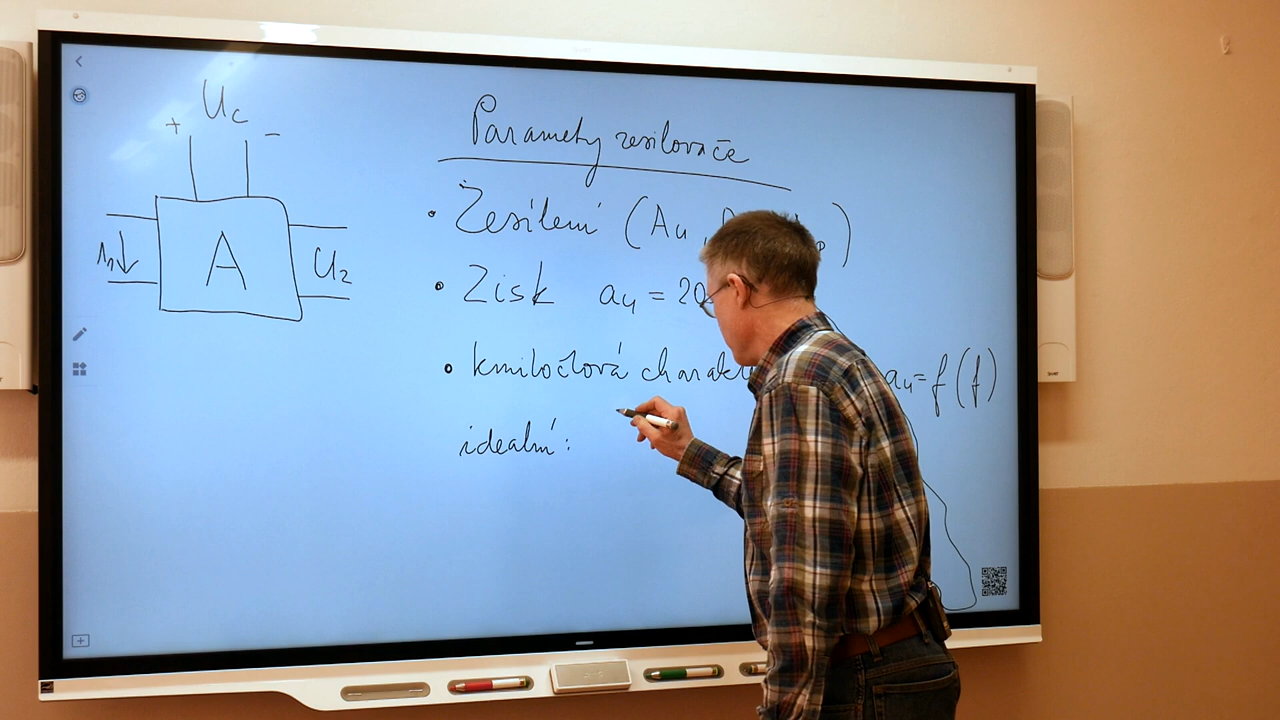 Uc
+ −
A
U2
Parametry zesilovače
• Zesílení (Au,        )
• Zisk au = 20
• kmitočtová charakt au = f (f)
ideální: